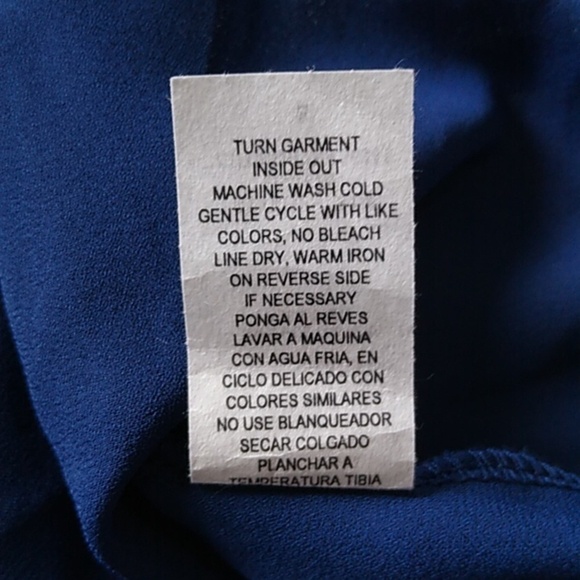 TURN GARMENT
INSIDE OUT
MACHINE WASH COLD
GENTLE CYCLE WITH LIKE
COLORS, NO BLEACH
LINE DRY, WARM IRON
ON REVERSE SIDE
IF NECESSARY
PONGA AL REVES
LAVAR A MAQUINA
CON AGUA FRIA, EN
CICLO DELICADO CON
COLORES SIMILARES
NO USE BLANQUEADOR
SECAR COLGADO
PLANCHAR A
TEMPERATURA TIBIA